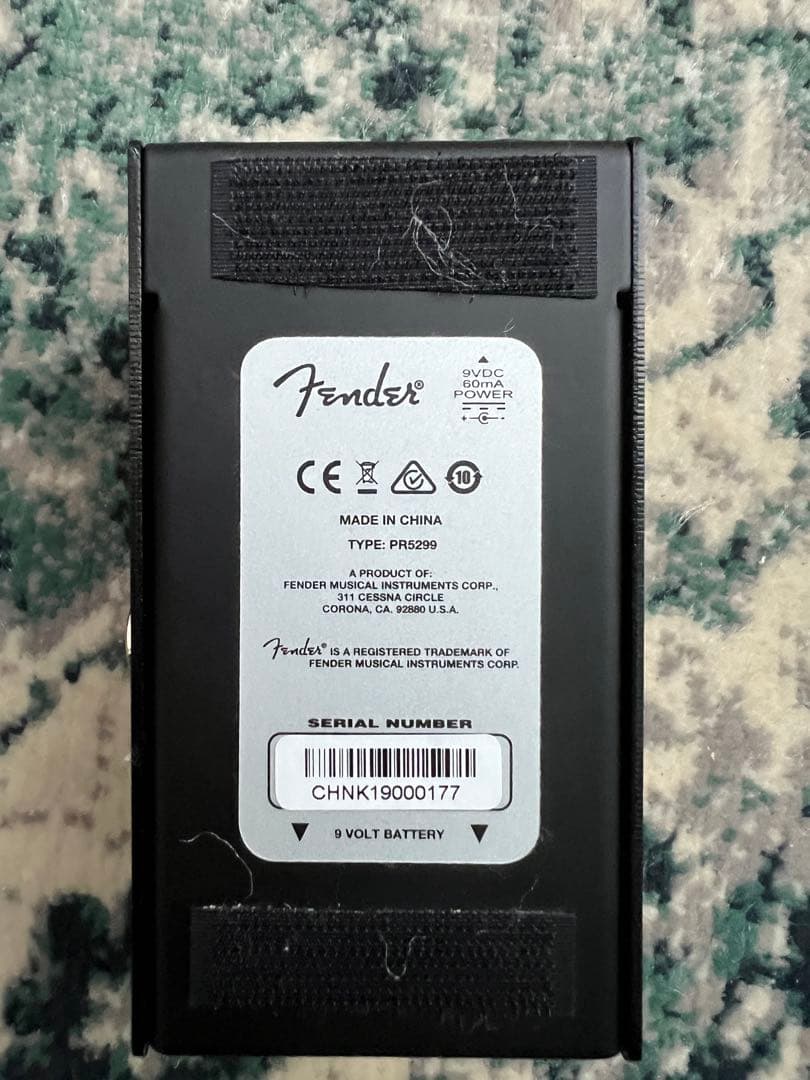 Fender®
9VDC
60mA
POWER
CE
10
MADE IN CHINA
TYPE: PR5299
A PRODUCT OF:
FENDER MUSICAL INSTRUMENTS CORP.,
311 CESSNA CIRCLE
CORONA, CA. 92880 U.S.A.
Fender® IS A REGISTERED TRADEMARK OF
FENDER MUSICAL INSTRUMENTS CORP.
SERIAL NUMBER
CHNK19000177
9 VOLT BATTERY